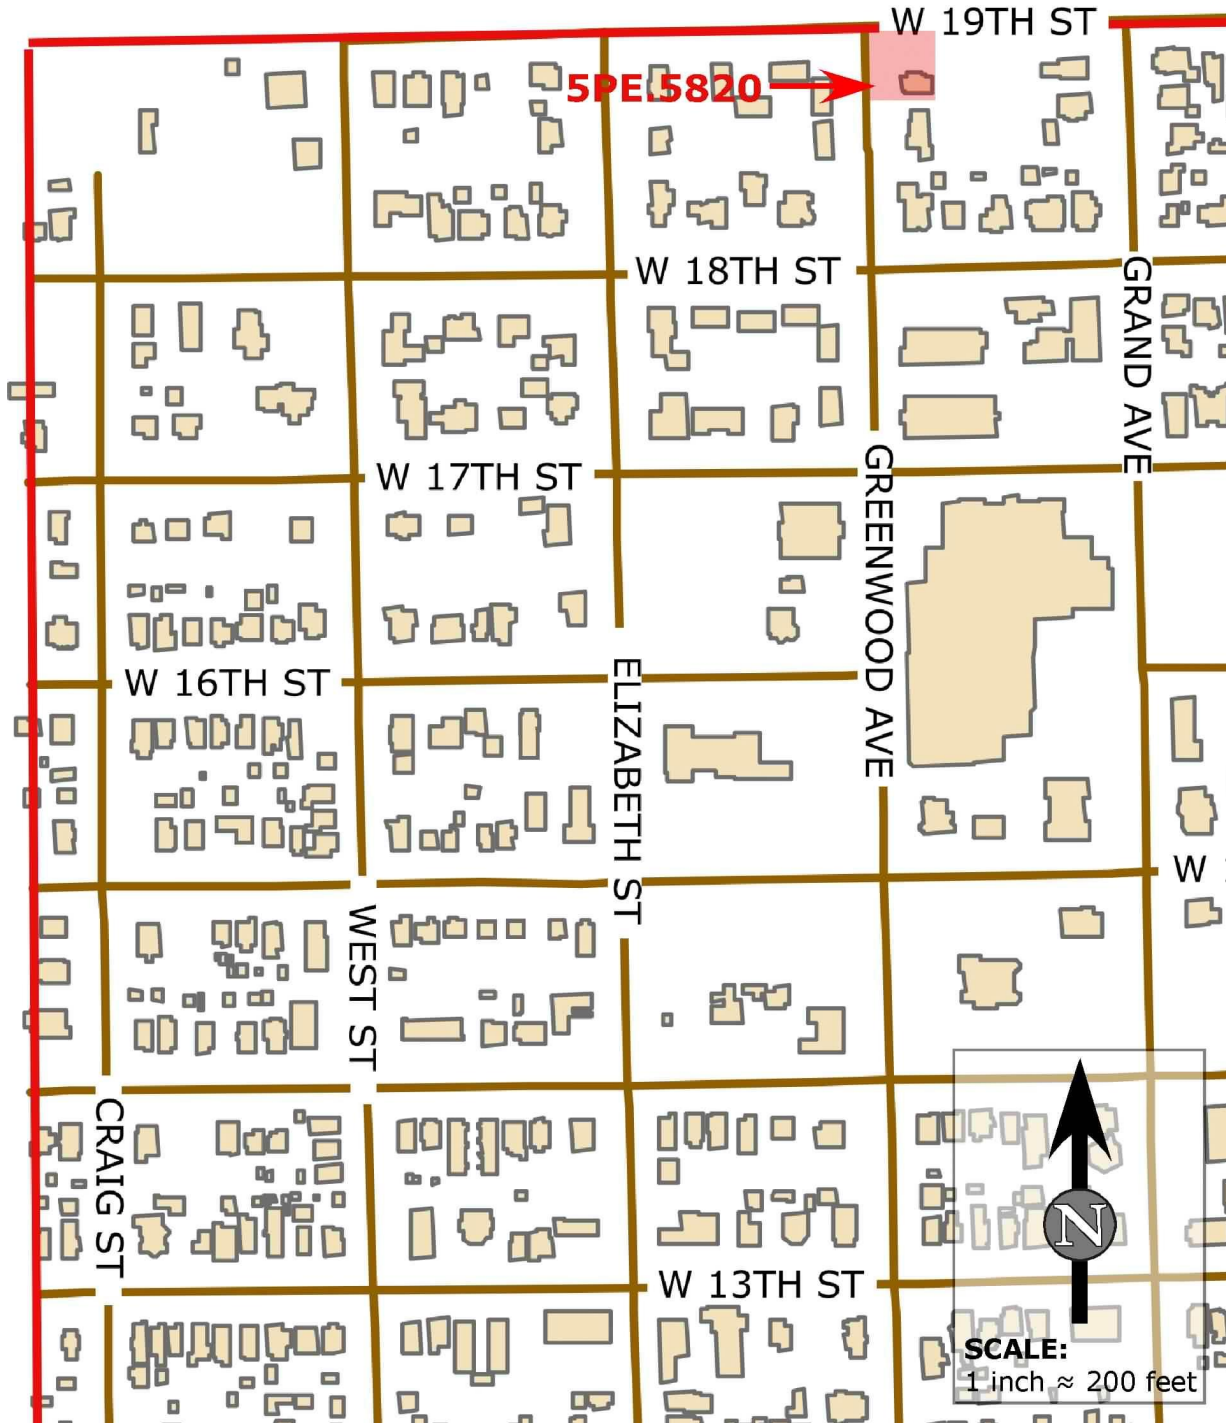 W 19TH ST
5PE.5820
W 18TH ST
GRAND AVE
W 17TH ST
GREENWOOD AVE
W 16TH ST
ELIZABETH ST
W
WEST ST
CRAIG ST
N
W 13TH ST
SCALE:
1 inch ≈ 200 feet